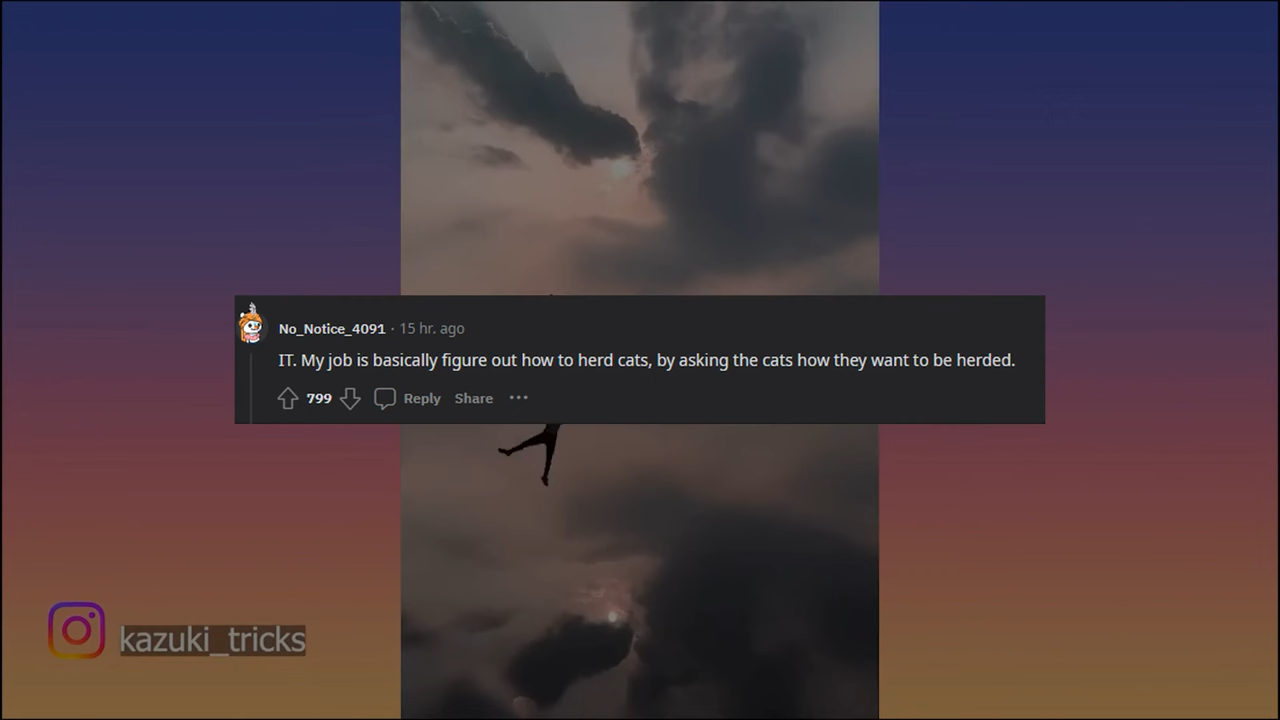 No_Notice_4091 · 15 hr. ago
IT. My job is basically figure out how to herd cats, by asking the cats how they want to be herded.
799 Reply Share ···
kazuki_tricks